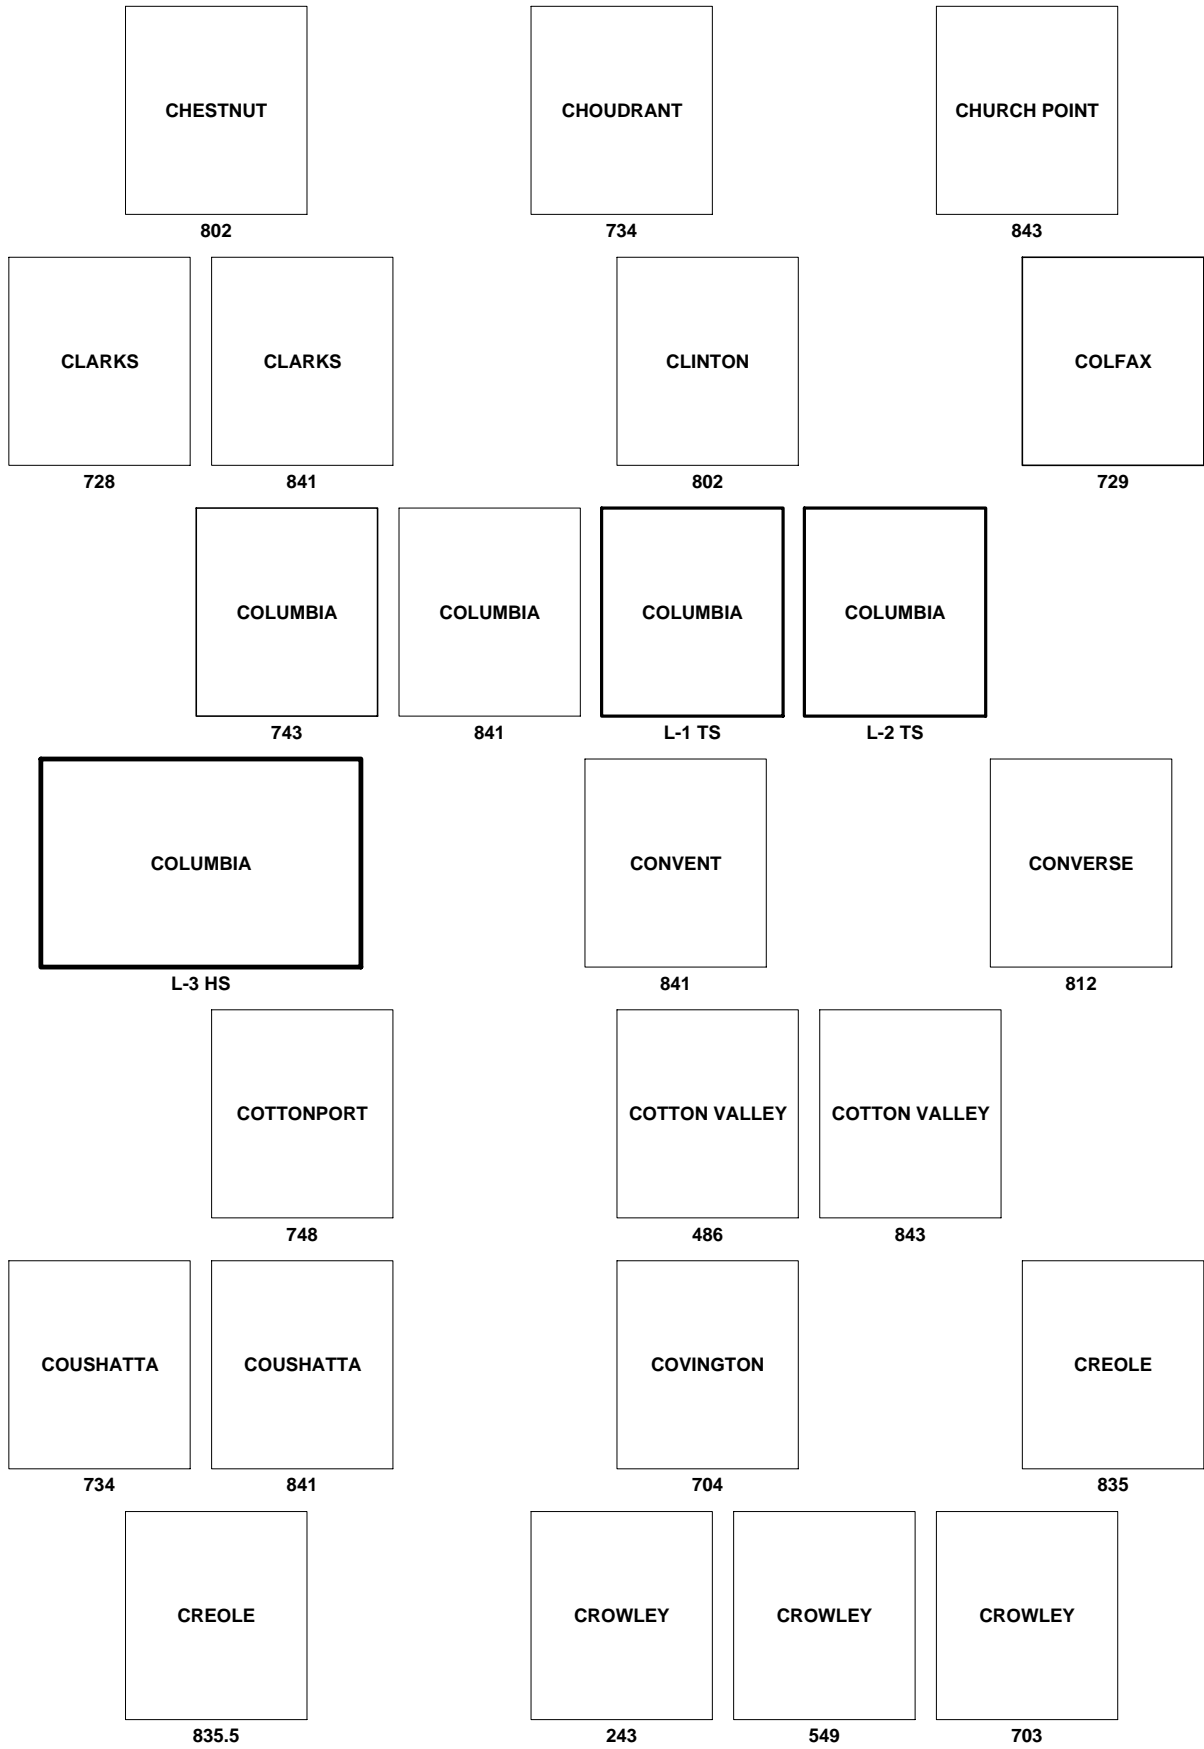 CHESTNUT
CHOUDRANT
CHURCH POINT
802
734
843
CLARKS
CLARKS
CLINTON
COLFAX
728
841
802
729
COLUMBIA
COLUMBIA
COLUMBIA
COLUMBIA
743
841
L-1 TS
L-2 TS
COLUMBIA
CONVENT
CONVERSE
L-3 HS
841
812
COTTONPORT
COTTON VALLEY
COTTON VALLEY
748
486
843
COUSHATTA
COUSHATTA
COVINGTON
CREOLE
734
841
704
835
CREOLE
CROWLEY
CROWLEY
CROWLEY
835.5
243
549
703